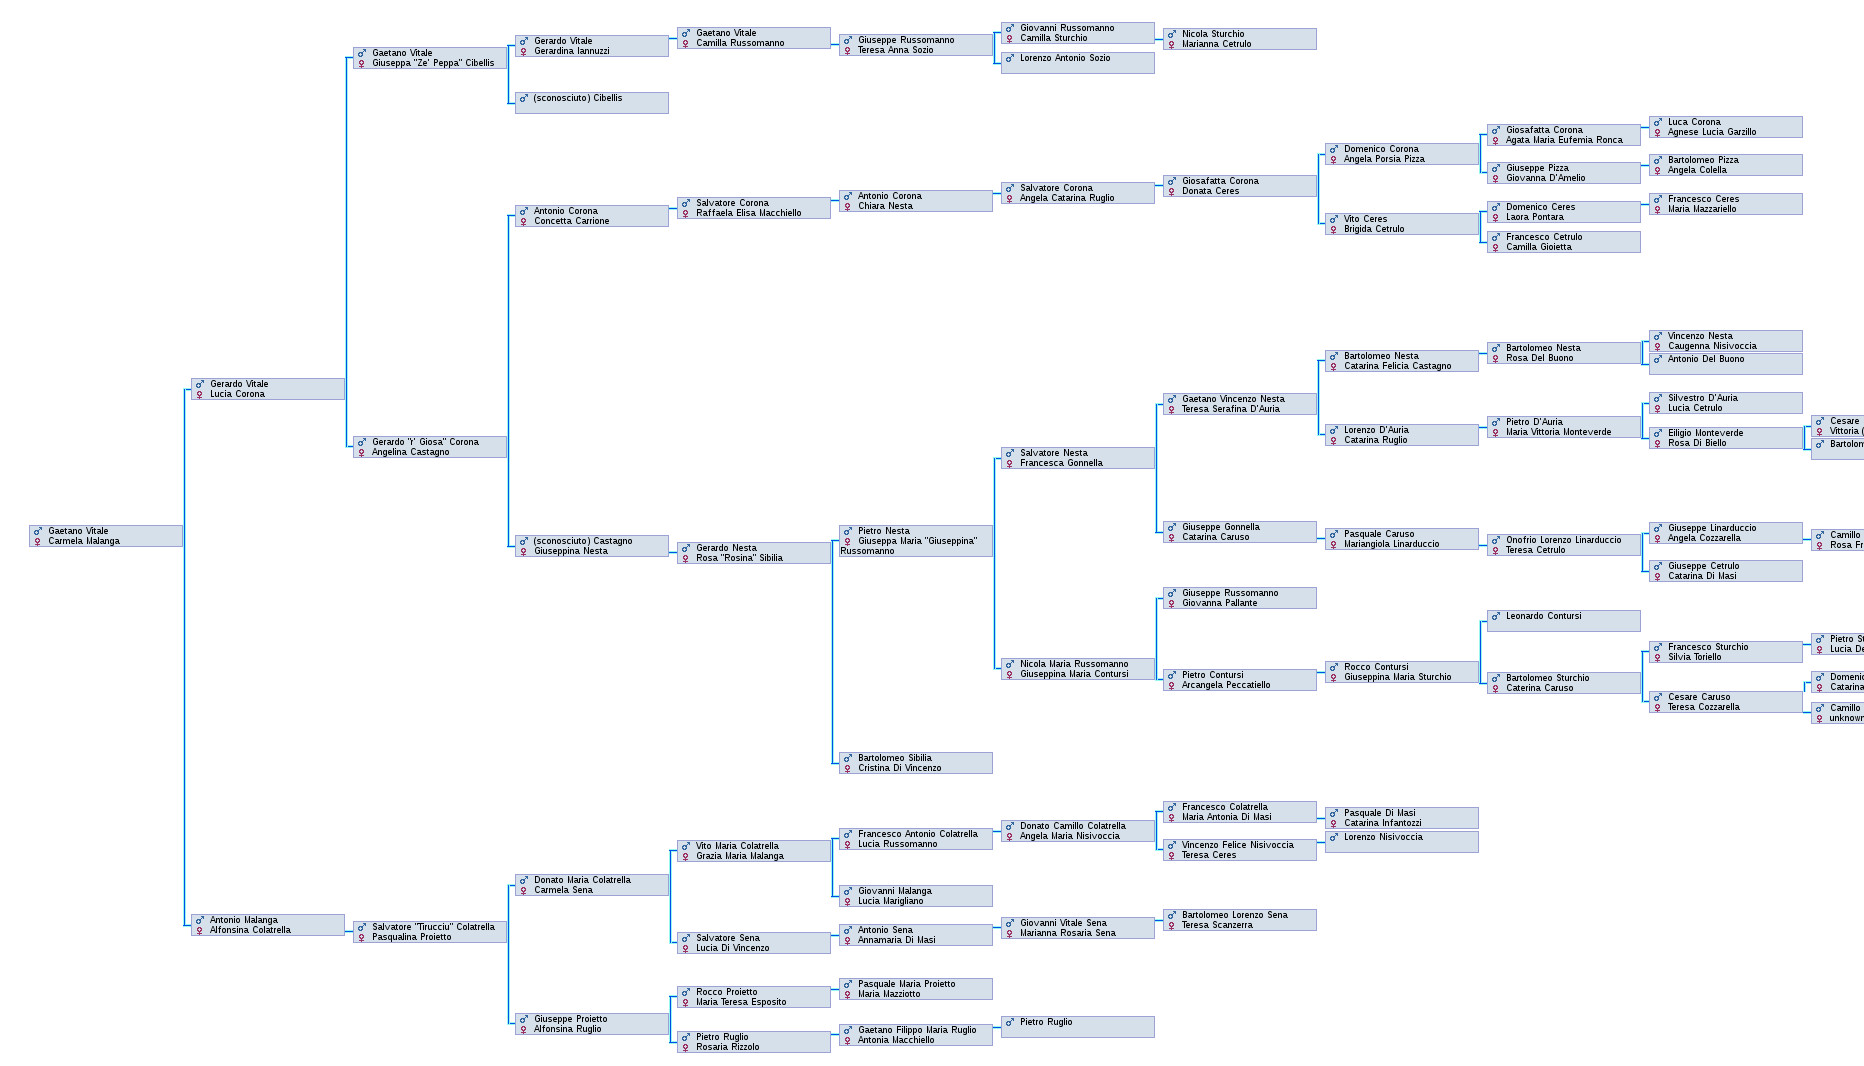 Gaetano Vitale
Carmela Malanga
Gerardo Vitale
Lucia Corona
Antonio Malanga
Alfonsina Colatrella
Gaetano Vitale
Giuseppa "Ze' Peppa" Cibellis
Gerardo "r' Giosa" Corona
Angelina Castagno
Salvatore "Tirucciu" Colatrella
Pasqualina Proietto
Gerardo Vitale
Gerardina Iannuzzi
(sconosciuto) Cibellis
Antonio Corona
Concetta Carrione
(sconosciuto) Castagno
Giuseppina Nesta
Donato Maria Colatrella
Carmela Sena
Giuseppe Proietto
Alfonsina Ruglio
Gaetano Vitale
Camilla Russomanno
Salvatore Corona
Raffaela Elisa Macchiello
Gerardo Nesta
Rosa "Rosina" Sibilia
Vito Maria Colatrella
Grazia Maria Malanga
Salvatore Sena
Lucia Di Vincenzo
Rocco Proietto
Maria Teresa Esposito
Pietro Ruglio
Rosaria Rizzolo
Giuseppe Russomanno
Teresa Anna Sozio
Antonio Corona
Chiara Nesta
Pietro Nesta
Giuseppa Maria "Giuseppina"
Russomanno
Bartolomeo Sibilia
Cristina Di Vincenzo
Francesco Antonio Colatrella
Lucia Russomanno
Giovanni Malanga
Lucia Marigliano
Antonio Sena
Annamaria Di Masi
Pasquale Maria Proietto
Maria Mazziotto
Gaetano Filippo Maria Ruglio
Antonia Macchiello
Giovanni Russomanno
Camilla Sturchio
Lorenzo Antonio Sozio
Salvatore Corona
Angela Catarina Ruglio
Salvatore Nesta
Francesca Gonnella
Nicola Maria Russomanno
Giuseppina Maria Contursi
Donato Camillo Colatrella
Angela Maria Nisivoccia
Giovanni Vitale Sena
Marianna Rosaria Sena
Pietro Ruglio
Nicola Sturchio
Marianna Cetrulo
Giosafatta Corona
Donata Ceres
Gaetano Vincenzo Nesta
Teresa Serafina D'Auria
Giuseppe Gonnella
Catarina Caruso
Giuseppe Russomanno
Giovanna Pallante
Pietro Contursi
Arcangela Peccatiello
Francesco Colatrella
Maria Antonia Di Masi
Vincenzo Felice Nisivoccia
Teresa Ceres
Bartolomeo Lorenzo Sena
Teresa Scanzerra
Domenico Corona
Angela Porsia Pizza
Vito Ceres
Brigida Cetrulo
Bartolomeo Nesta
Catarina Felicia Castagno
Lorenzo D'Auria
Catarina Ruglio
Pasquale Caruso
Mariangiola Linarduccio
Rocco Contursi
Giuseppina Maria Sturchio
Pasquale Di Masi
Catarina Infantozzi
Lorenzo Nisivoccia
Giosafatta Corona
Agata Maria Eufemia Ronca
Giuseppe Pizza
Giovanna D'Amelio
Domenico Ceres
Laora Pontara
Francesco Cetrulo
Camilla Gioietta
Bartolomeo Nesta
Rosa Del Buono
Pietro D'Auria
Maria Vittoria Monteverde
Onofrio Lorenzo Linarduccio
Teresa Cetrulo
Leonardo Contursi
Bartolomeo Sturchio
Caterina Caruso
Luca Corona
Agnese Lucia Garzillo
Bartolomeo Pizza
Angela Colella
Francesco Ceres
Maria Mazzariello
Vincenzo Nesta
Caugenna Nisivoccia
Antonio Del Buono
Silvestro D'Auria
Lucia Cetrulo
Eiligio Monteverde
Rosa Di Biello
Giuseppe Linarduccio
Angela Cozzarella
Giuseppe Cetrulo
Catarina Di Masi
Francesco Sturchio
Silvia Toriello
Cesare Caruso
Teresa Cozzarella
Cesare
Vittoria (
Bartolom
Camillo
Rosa Fr
Pietro St
Lucia De
Domenic
Catarina
Camillo
unknown